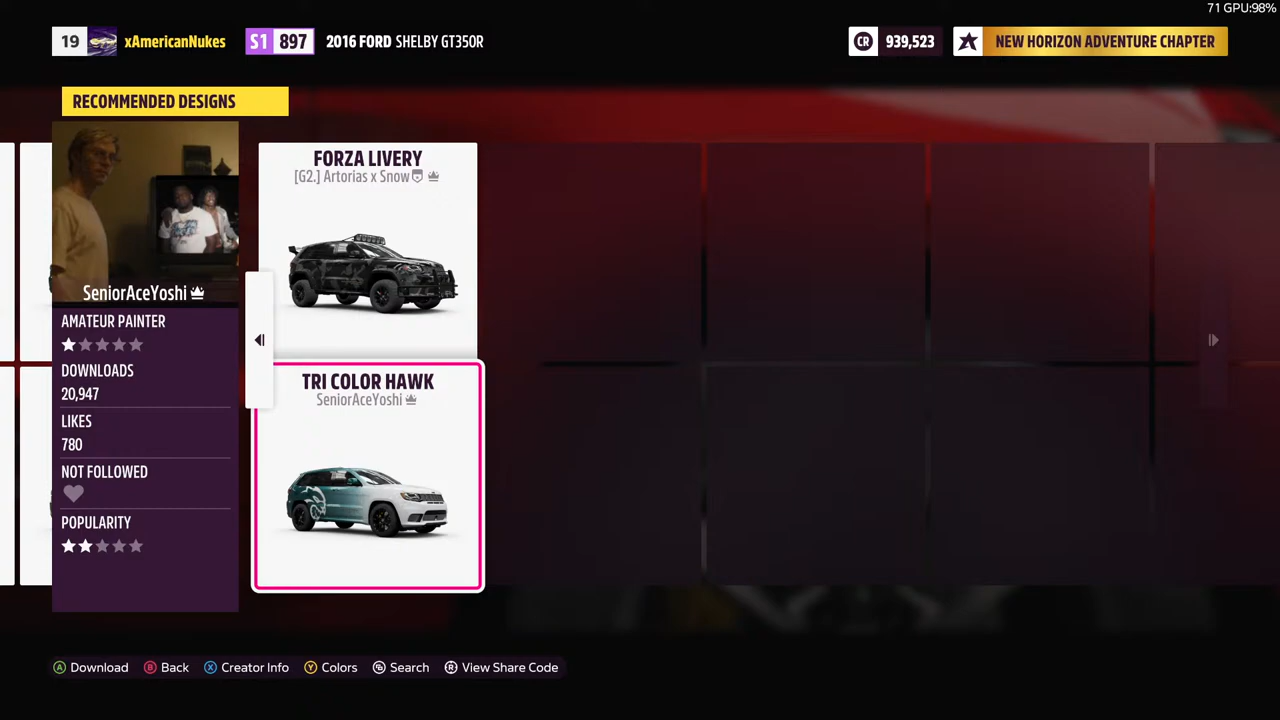 71 GPU:98%
19 xAmericanNukes S1 897 2016 FORD SHELBY GT350R CR 939,523 NEW HORIZON ADVENTURE CHAPTER
RECOMMENDED DESIGNS
SeniorAceYoshi
AMATEUR PAINTER
DOWNLOADS
20,947
LIKES
780
NOT FOLLOWED
POPULARITY
FORZA LIVERY
[G2.] Artorias x Snow
TRI COLOR HAWK
SeniorAceYoshi
A Download B Back X Creator Info Y Colors Search R View Share Code